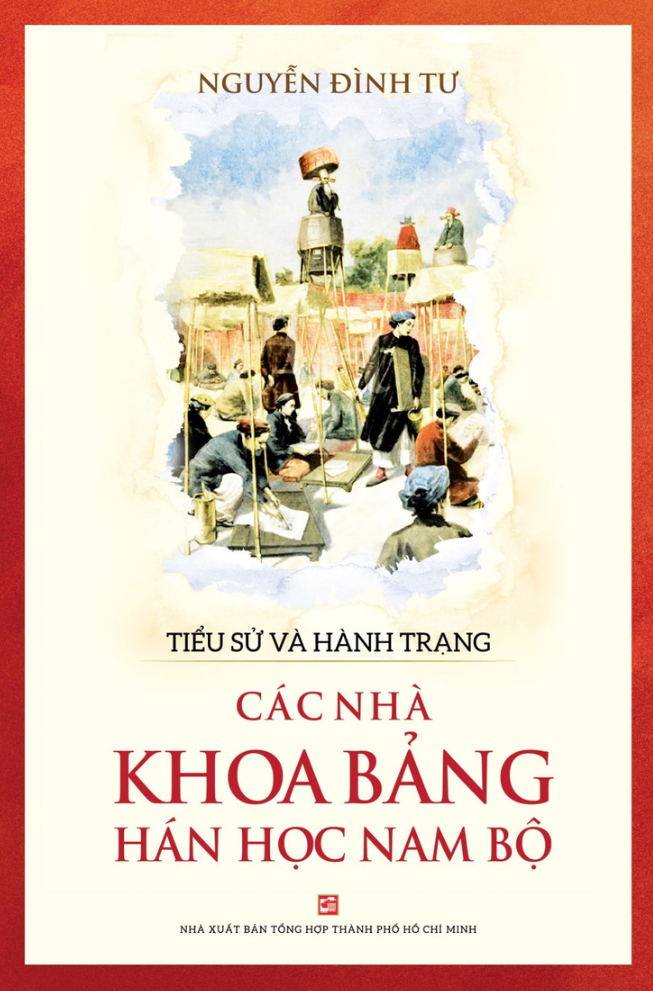 NGUYỄN ĐÌNH TƯ
TIỂU SỬ VÀ HÀNH TRẠNG
CÁC NHÀ
KHOA BẢNG
HÁN HỌC NAM BỘ
NHÀ XUẤT BẢN TỔNG HỢP THÀNH PHỐ HỒ CHÍ MINH